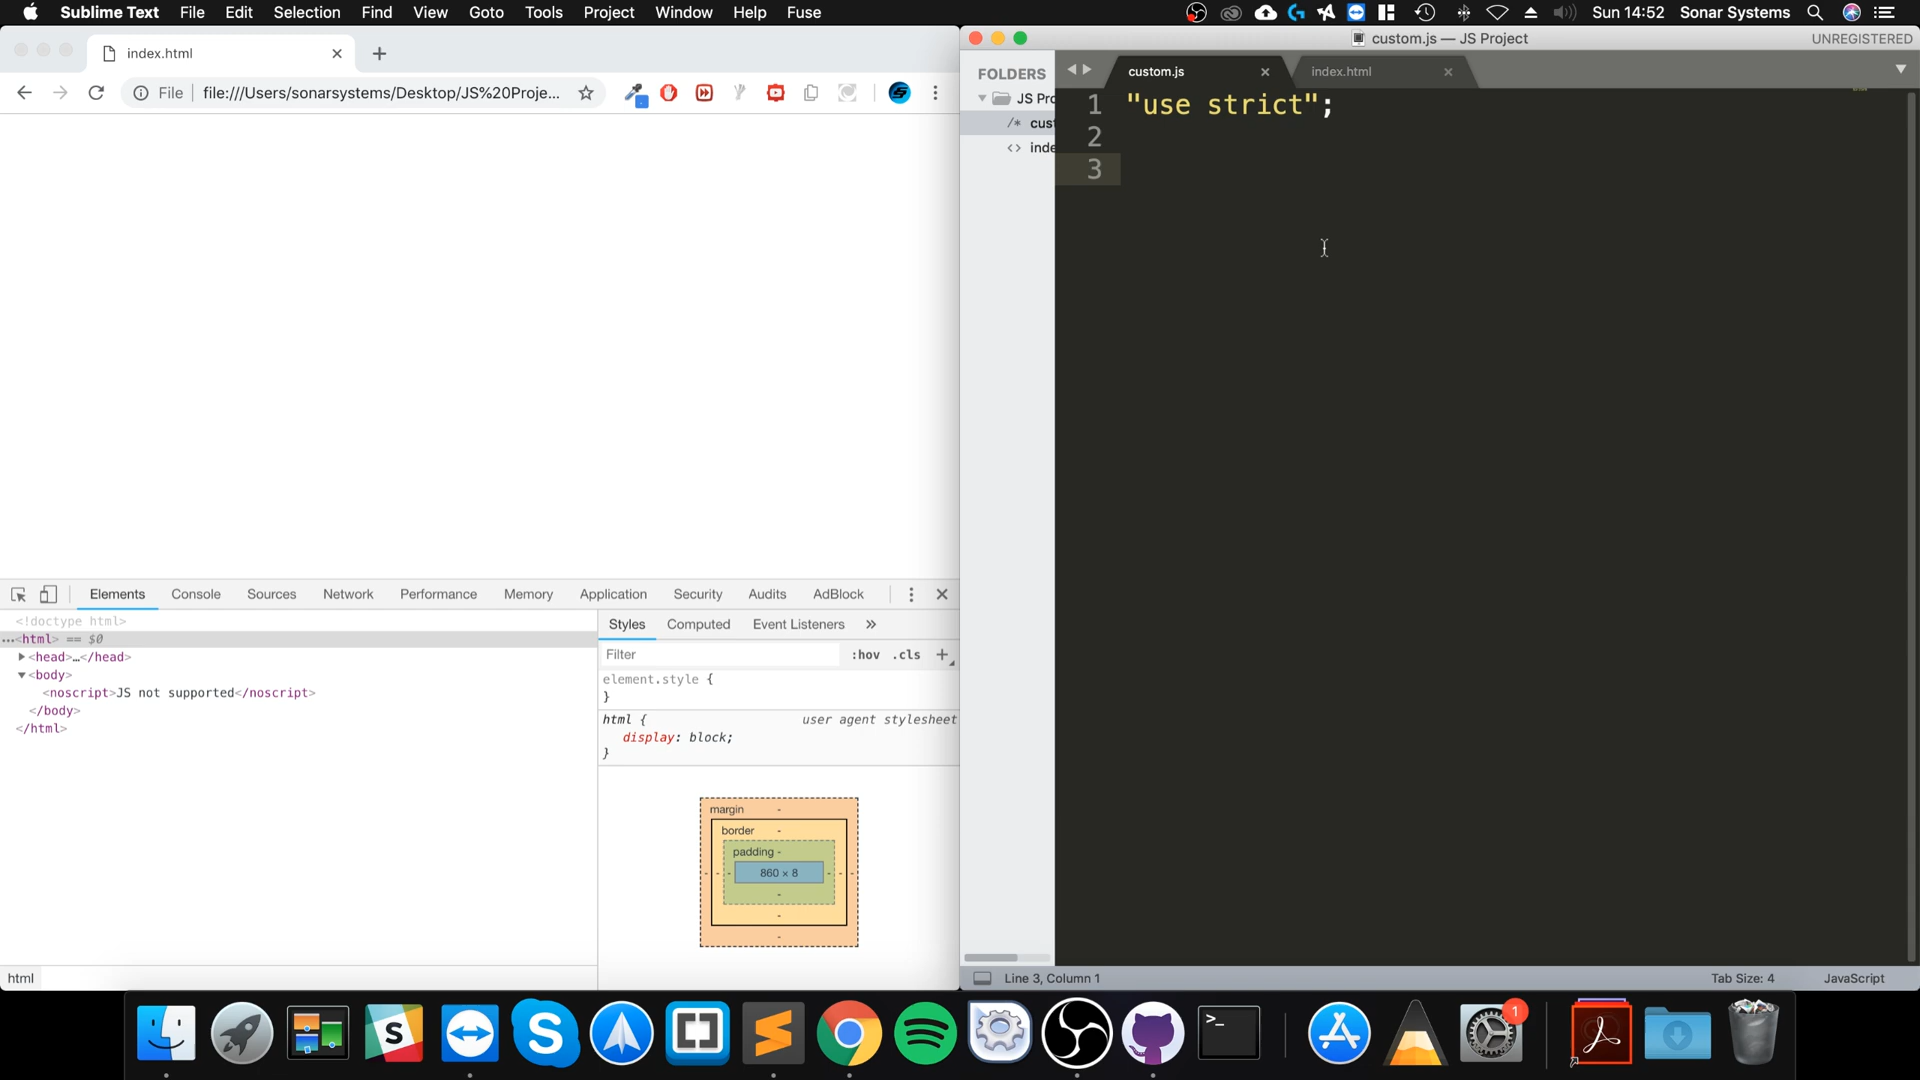 Sublime Text File Edit Selection Find View Goto Tools Project Window Help Fuse Sun 14:52 Sonar Systems
index.html
File file:///Users/sonarsystems/Desktop/JS%20Proje...
Elements Console Sources Network Performance Memory Application Security Audits AdBlock
<!doctype html>
...<html> == $0
<head>…</head>
<body>
<noscript>JS not supported</noscript>
</body>
</html>
html
Styles Computed Event Listeners »
Filter :hov .cls +
element.style {
}
html { user agent stylesheet
display: block;
}
margin -
border -
padding -
- - - 860 × 8 - - -
-
-
-
custom.js — JS Project UNREGISTERED
FOLDERS
JS Pro
/* cust
<> inde
custom.js index.html
1 "use strict";
2
3
Line 3, Column 1 Tab Size: 4 JavaScript
S
S
>_
1